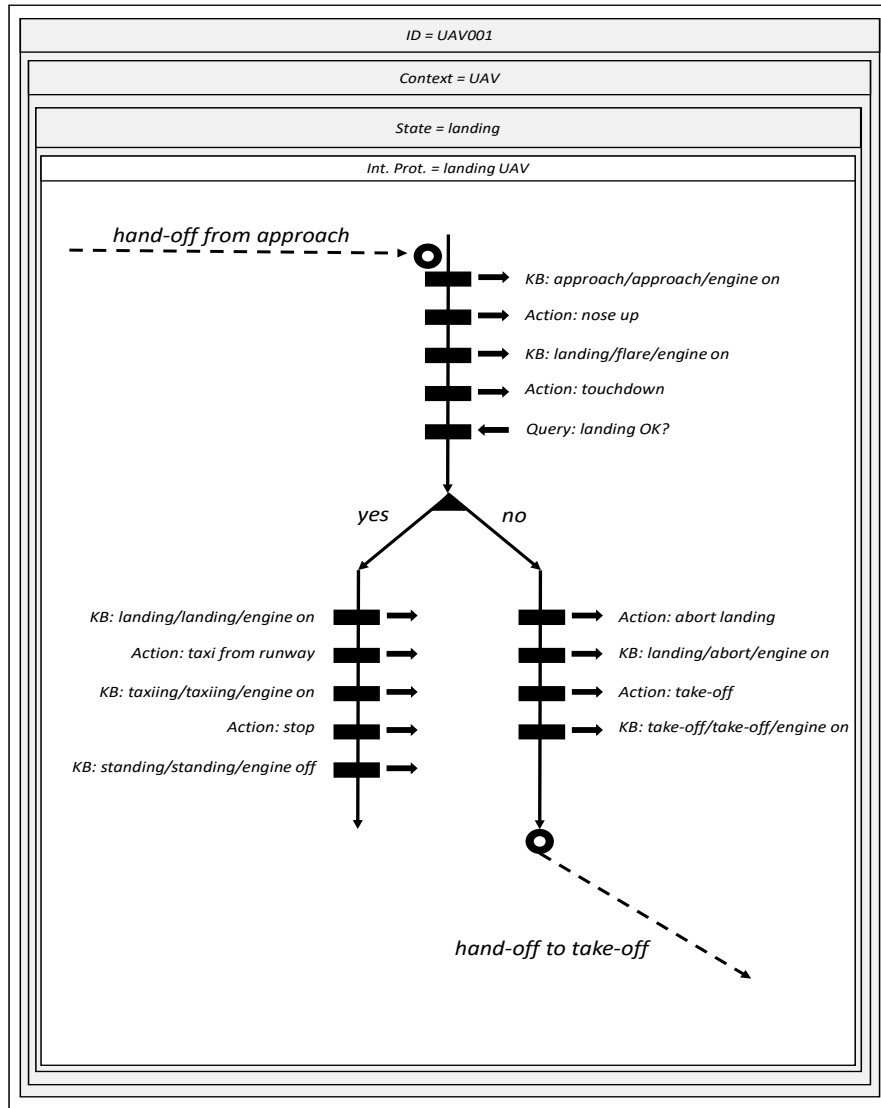 ID = UAV001
Context = UAV
State = landing
Int. Prot. = landing UAV
hand-off from approach
KB: approach/approach/engine on
Action: nose up
KB: landing/flare/engine on
Action: touchdown
Query: landing OK?
yes
no
KB: landing/landing/engine on
Action: taxi from runway
KB: taxiing/taxiing/engine on
Action: stop
KB: standing/standing/engine off
Action: abort landing
KB: landing/abort/engine on
Action: take-off
KB: take-off/take-off/engine on
hand-off to take-off